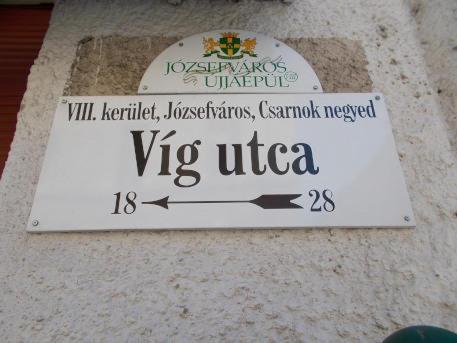 JÓZSEFVÁROS
ÚJJÁÉPÜL
VIII. kerület, Józsefváros, Csarnok negyed
Víg utca
18 28